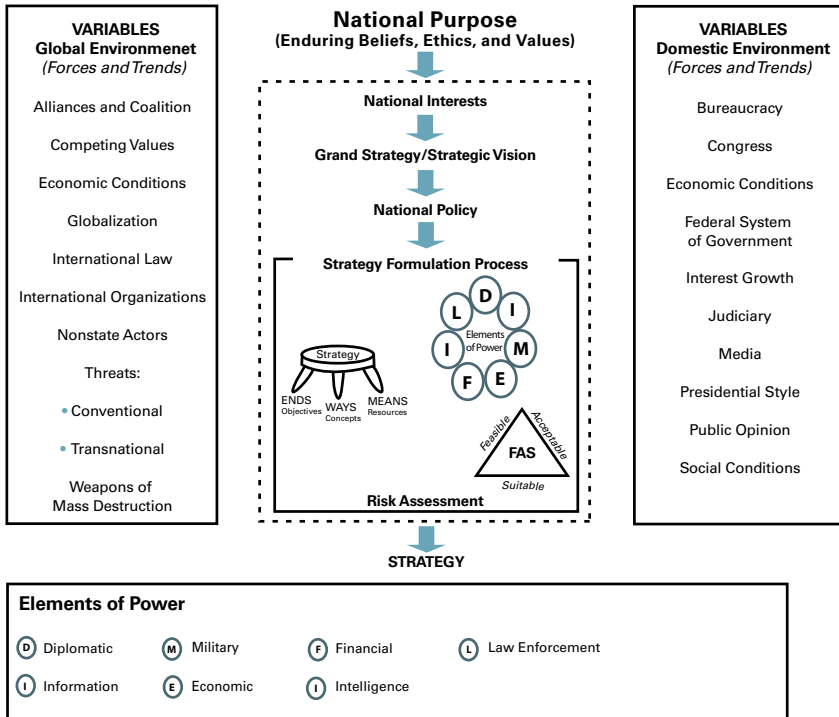 VARIABLES
Global Environmenet
(Forces and Trends)
Alliances and Coalition
Competing Values
Economic Conditions
Globalization
International Law
International Organizations
Nonstate Actors
Threats:
• Conventional
• Transnational
Weapons of
Mass Destruction
National Purpose
(Enduring Beliefs, Ethics, and Values)
National Interests
Grand Strategy/Strategic Vision
National Policy
Strategy Formulation Process
Strategy
ENDS
Objectives
WAYS
Concepts
MEANS
Resources
D
I
M
E
F
I
L
Elements
of Power
Feasible
Acceptable
FAS
Suitable
Risk Assessment
STRATEGY
VARIABLES
Domestic Environment
(Forces and Trends)
Bureaucracy
Congress
Economic Conditions
Federal System
of Government
Interest Growth
Judiciary
Media
Presidential Style
Public Opinion
Social Conditions
Elements of Power
D Diplomatic
M Military
F Financial
L Law Enforcement
I Information
E Economic
I Intelligence